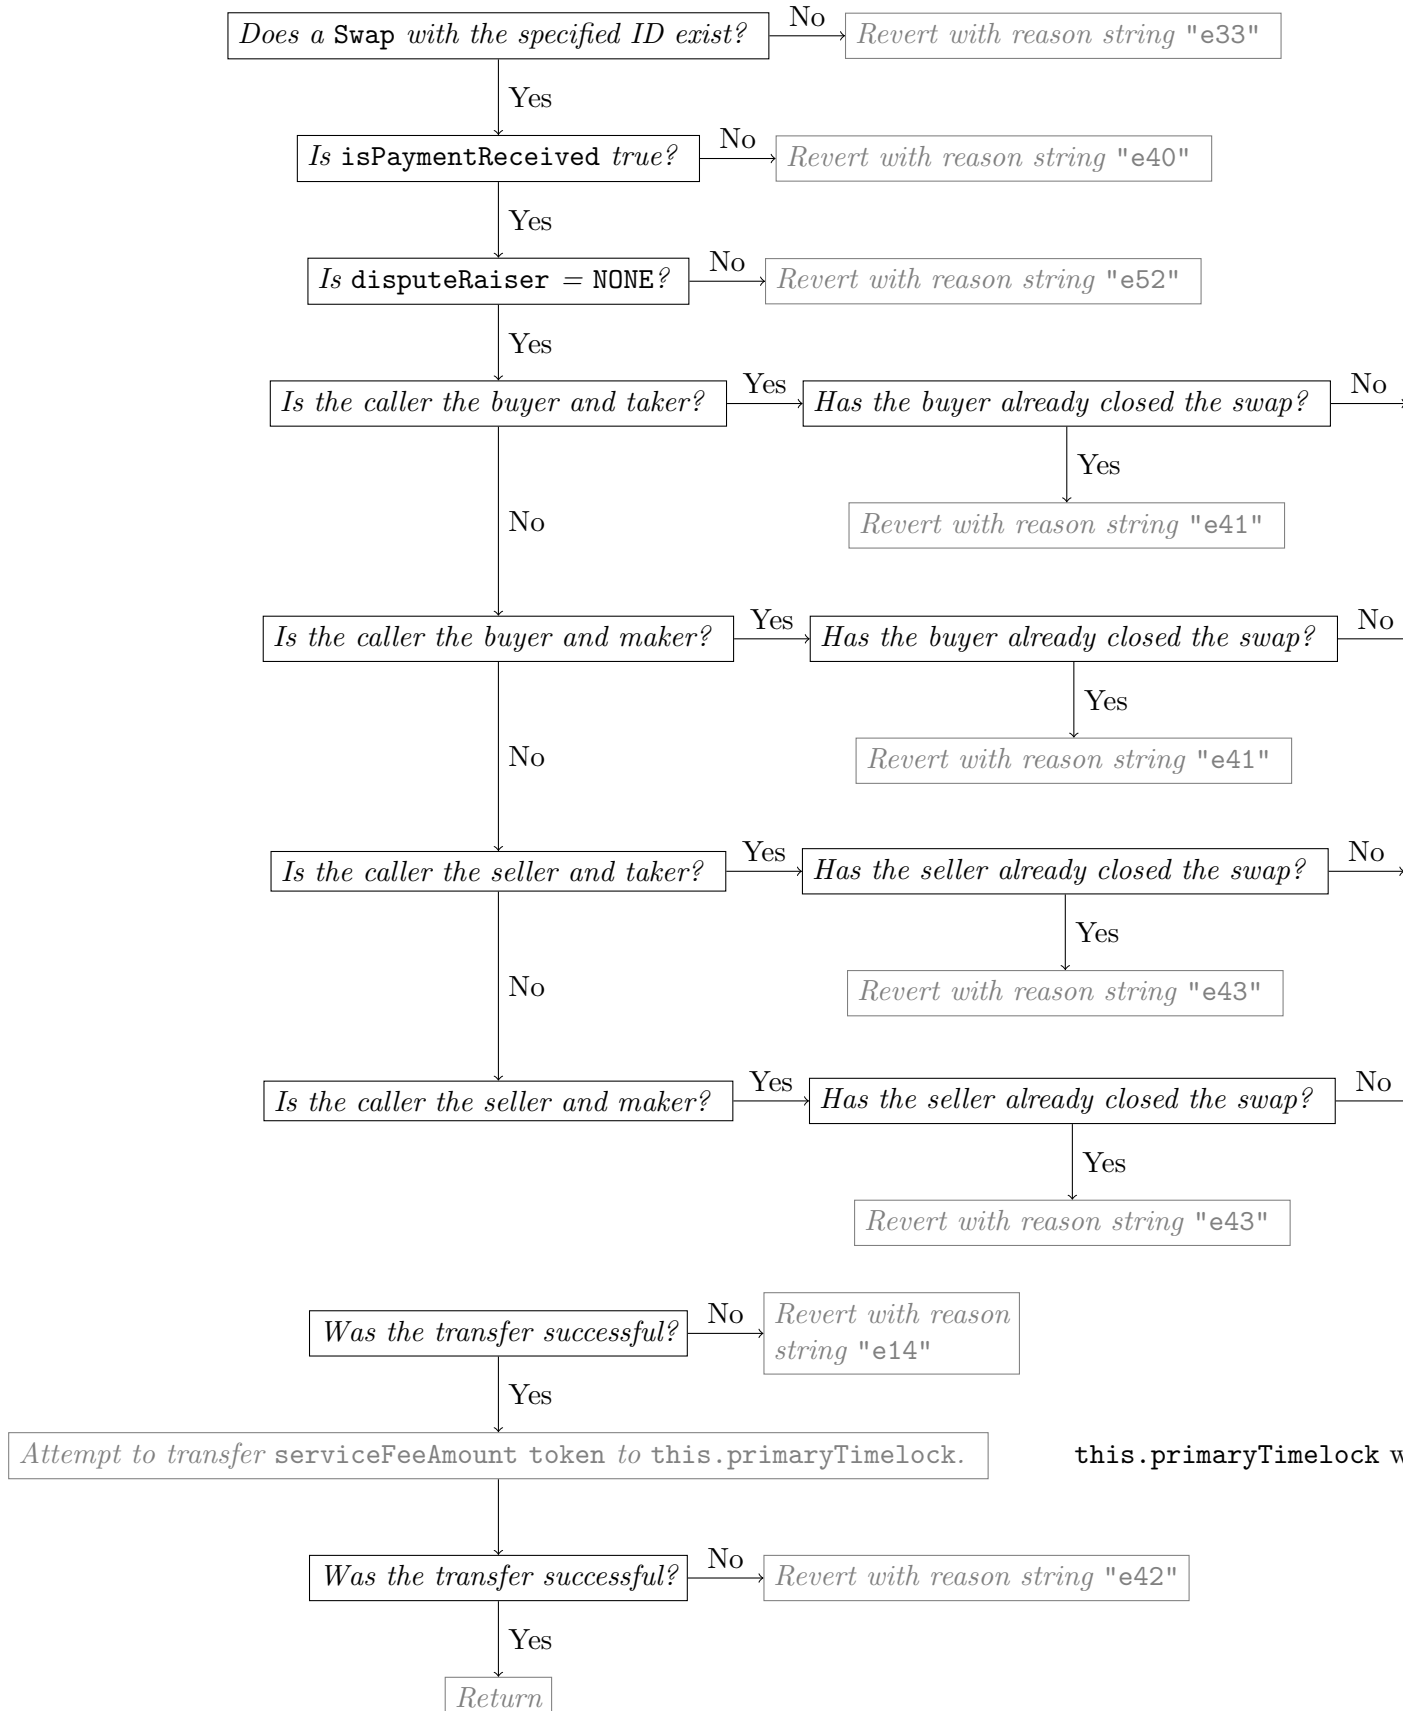 Does a Swap with the specified ID exist?
No
Revert with reason string "e33"
Yes
Is isPaymentReceived true?
No
Revert with reason string "e40"
Yes
Is disputeRaiser = NONE?
No
Revert with reason string "e52"
Yes
Is the caller the buyer and taker?
Yes
Has the buyer already closed the swap?
No
Yes
Revert with reason string "e41"
No
Is the caller the buyer and maker?
Yes
Has the buyer already closed the swap?
No
Yes
Revert with reason string "e41"
No
Is the caller the seller and taker?
Yes
Has the seller already closed the swap?
No
Yes
Revert with reason string "e43"
No
Is the caller the seller and maker?
Yes
Has the seller already closed the swap?
No
Yes
Revert with reason string "e43"
Was the transfer successful?
No
Revert with reason
string "e14"
Yes
Attempt to transfer serviceFeeAmount token to this.primaryTimelock.
this.primaryTimelock
Was the transfer successful?
No
Revert with reason string "e42"
Yes
Return